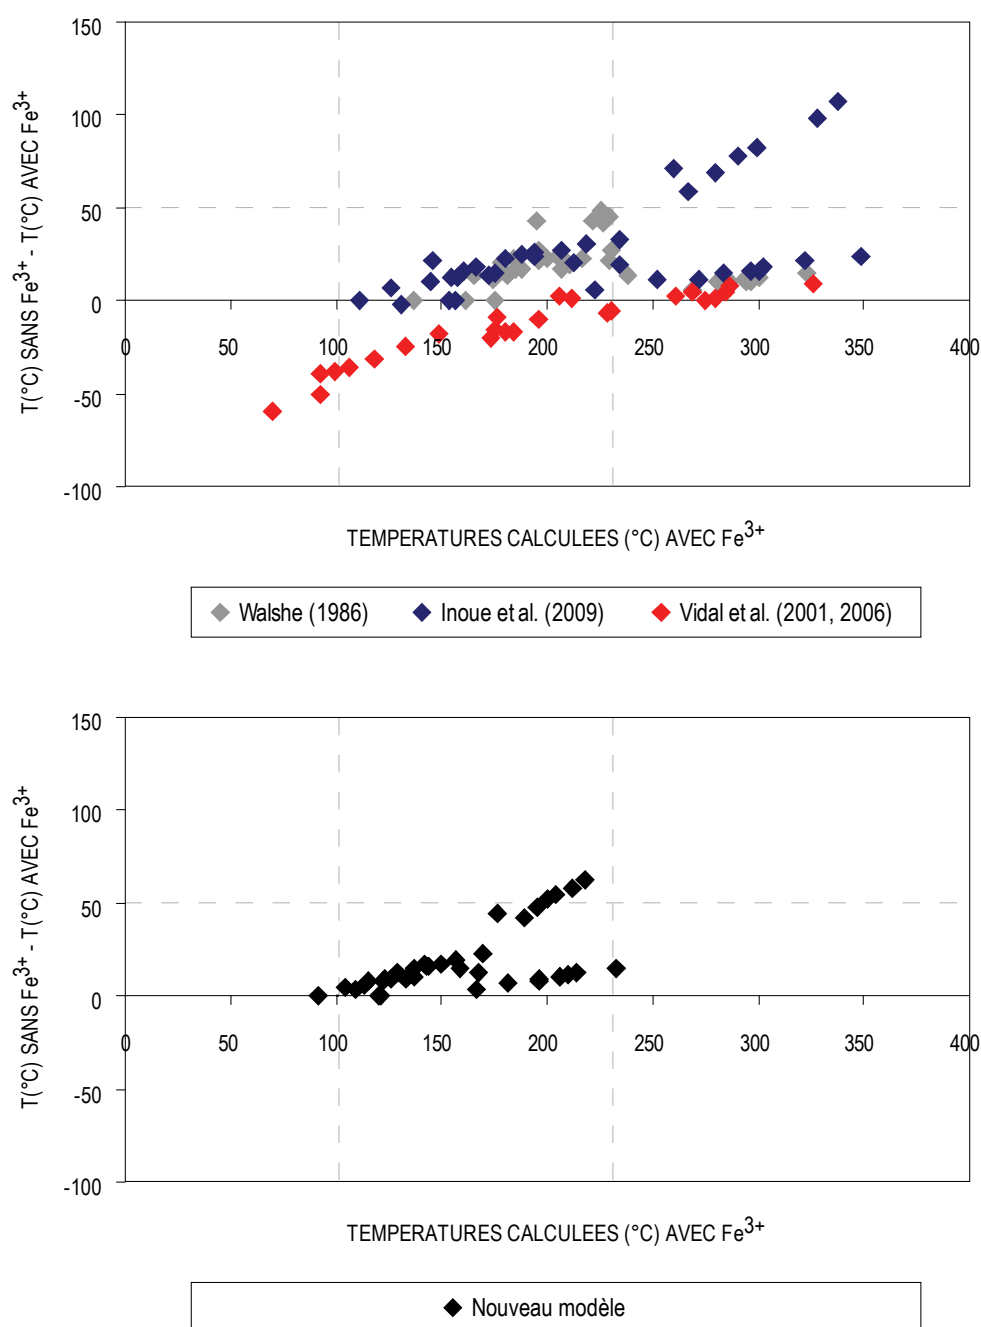 150
100
50
0
-50
-100
0 50 100 150 200 250 300 350 400
T(°C) SANS Fe3+ - T(°C) AVEC Fe3+
TEMPERATURES CALCULEES (°C) AVEC Fe3+
Walshe (1986) Inoue et al. (2009) Vidal et al. (2001, 2006)
150
100
50
0
-50
-100
0 50 100 150 200 250 300 350 400
T(°C) SANS Fe3+ - T(°C) AVEC Fe3+
TEMPERATURES CALCULEES (°C) AVEC Fe3+
Nouveau modèle